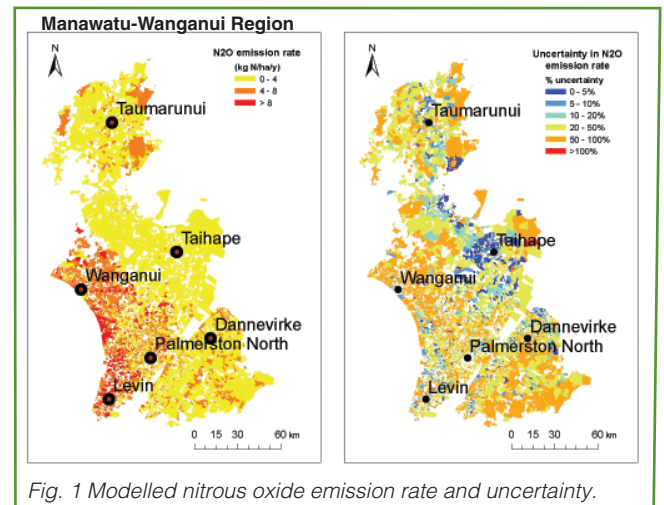 Manawatu-Wanganui Region
N
N2O emission rate
(kg N/ha/y)
0 - 4
4 - 8
> 8
Taumarunui
Taihape
Wanganui
Dannevirke
Palmerston North
Levin
0 15 30 60 km
N
Uncertainty in N2O
emission rate
% uncertainty
0 - 5%
5 - 10%
10 - 20%
20 - 50%
50 - 100%
>100%
Taumarunui
Taihape
Wanganui
Dannevirke
Palmerston North
Levin
0 15 30 60 km
Fig. 1 Modelled nitrous oxide emission rate and uncertainty.